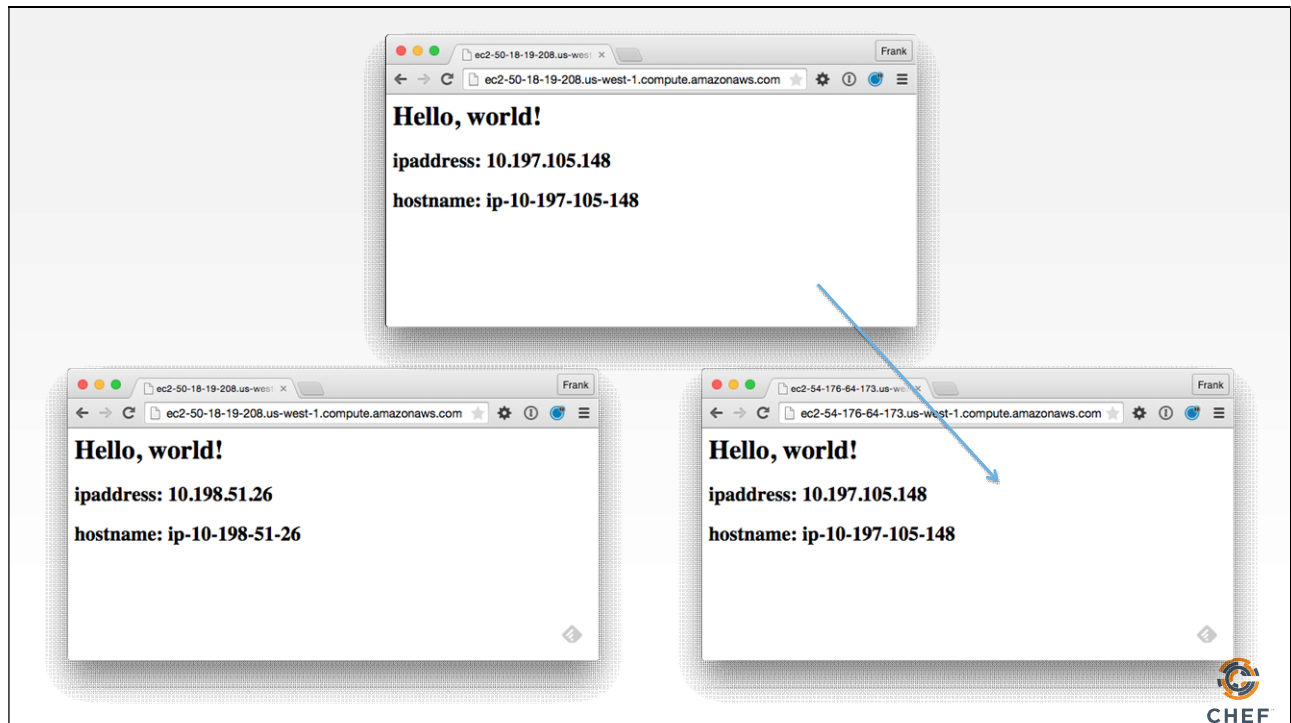 ec2-50-18-19-208.us-west
Frank
ec2-50-18-19-208.us-west-1.compute.amazonaws.com
Hello, world!
ipaddress: 10.197.105.148
hostname: ip-10-197-105-148
ec2-50-18-19-208.us-west
Frank
ec2-50-18-19-208.us-west-1.compute.amazonaws.com
Hello, world!
ipaddress: 10.198.51.26
hostname: ip-10-198-51-26
ec2-54-176-64-173.us-we
Frank
ec2-54-176-64-173.us-west-1.compute.amazonaws.com
Hello, world!
ipaddress: 10.197.105.148
hostname: ip-10-197-105-148
CHEF